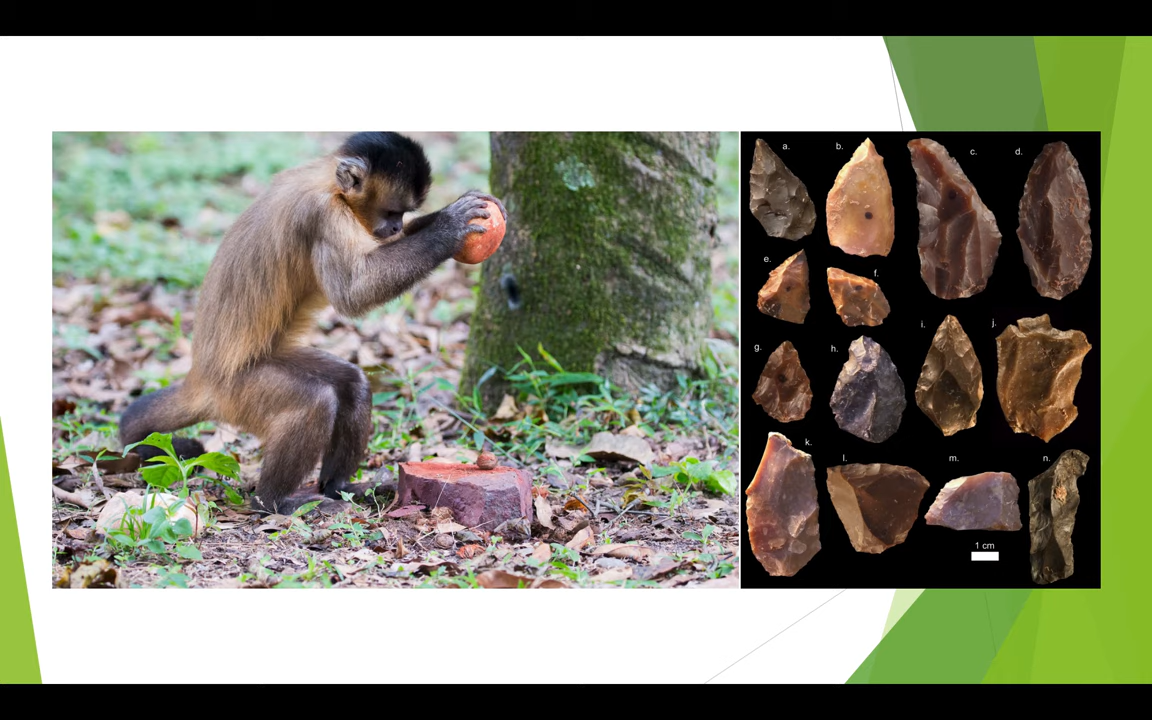 a. b. c. d.
e. f.
g. h. i. j.
k. l. m. n.
1 cm